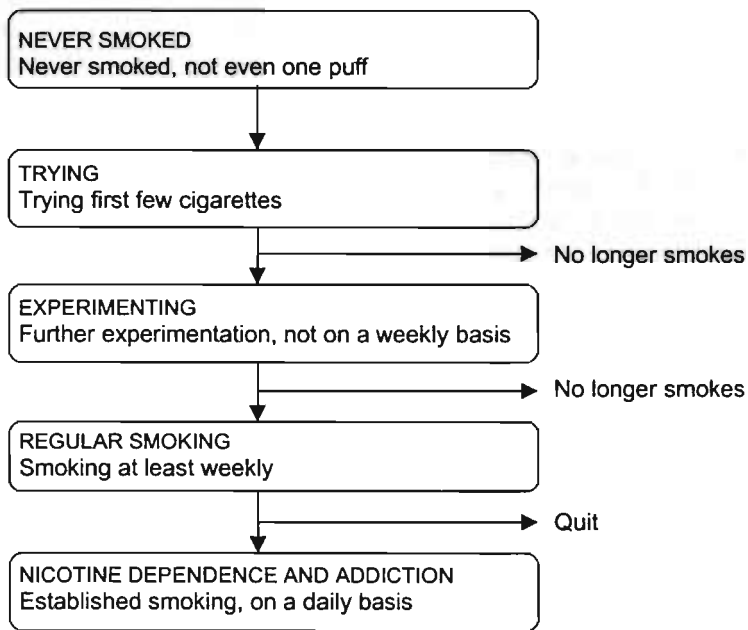 NEVER SMOKED
Never smoked, not even one puff
TRYING
Trying first few cigarettes
No longer smokes
EXPERIMENTING
Further experimentation, not on a weekly basis
No longer smokes
REGULAR SMOKING
Smoking at least weekly
Quit
NICOTINE DEPENDENCE AND ADDICTION
Established smoking, on a daily basis